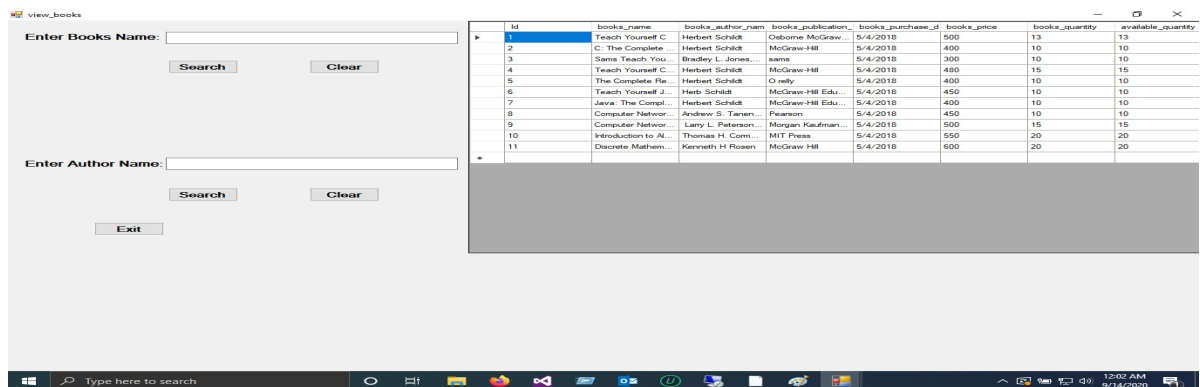 view_books
Enter Books Name:
Search Clear
Enter Author Name:
Search Clear
Exit
Id books_name books_author_nam books_publication_ books_purchase_d books_price books_quantity available_quantity
1 Teach Yourself C Herbert Schildt Osborne McGraw... 5/4/2018 500 13 13
2 C: The Complete ... Herbert Schildt McGraw-Hill 5/4/2018 400 10 10
3 Sams Teach You... Bradley L. Jones,... sams 5/4/2018 300 10 10
4 Teach Yourself C... Herbert Schildt McGraw-Hill 5/4/2018 480 15 15
5 The Complete Re... Herbert Schildt O relly 5/4/2018 400 10 10
6 Teach Yourself J... Herb Schildt McGraw-Hill Edu... 5/4/2018 450 10 10
7 Java: The Compl... Herbert Schildt McGraw-Hill Edu... 5/4/2018 400 10 10
8 Computer Networ... Andrew S. Tanen... Pearson 5/4/2018 450 10 10
9 Computer Networ... Larry L. Peterson... Morgan Kaufman... 5/4/2018 500 15 15
10 Introduction to Al... Thomas H. Corm... MIT Press 5/4/2018 550 20 20
11 Discrete Mathem... Kenneth H Rosen McGraw Hill 5/4/2018 600 20 20
Type here to search
12:02 AM
9/14/2020